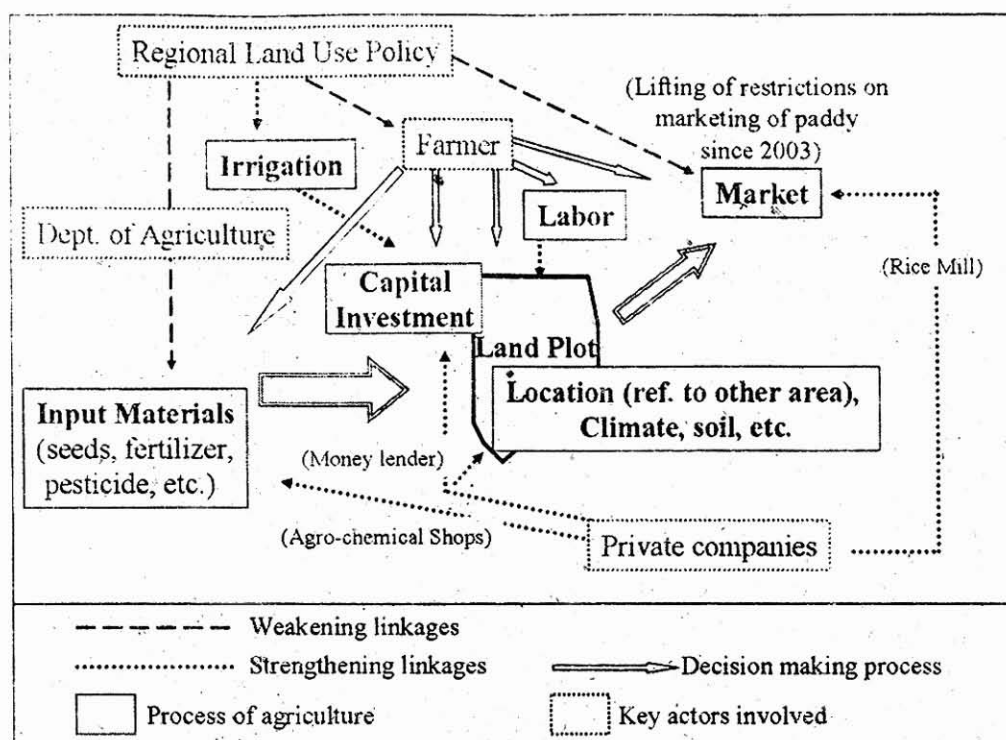 Regional Land Use Policy
(Lifting of restrictions on
marketing of paddy
since 2003)
Irrigation
Farmer
Market
Labor
Dept. of Agriculture
(Rice Mill)
Capital
Investment
Land Plot
Location (ref. to other area),
Climate, soil, etc.
Input Materials
(seeds, fertilizer,
pesticide, etc.)
(Money lender)
(Agro-chemical Shops)
Private companies
Weakening linkages
Strengthening linkages
Decision making process
Process of agriculture
Key actors involved